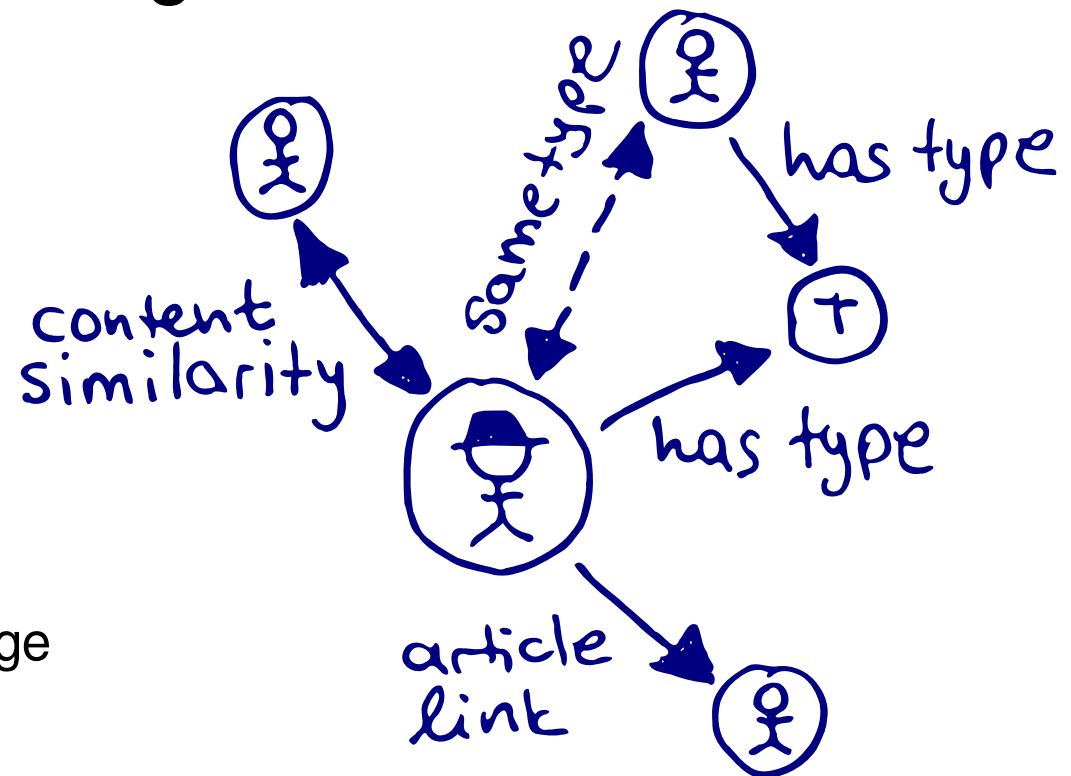 same type
has type
content
similarity
T
has type
ge
article
link